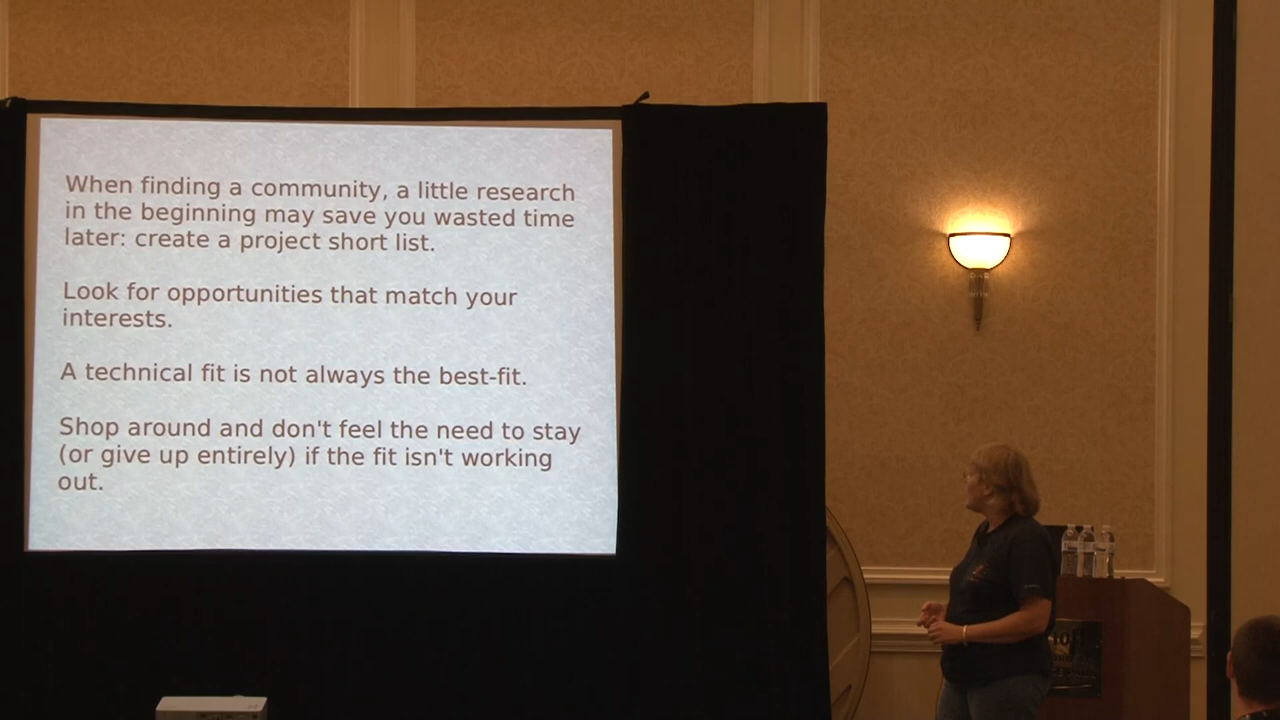 When finding a community, a little research
in the beginning may save you wasted time
later: create a project short list.
Look for opportunities that match your
interests.
A technical fit is not always the best-fit.
Shop around and don't feel the need to stay
(or give up entirely) if the fit isn't working
out.